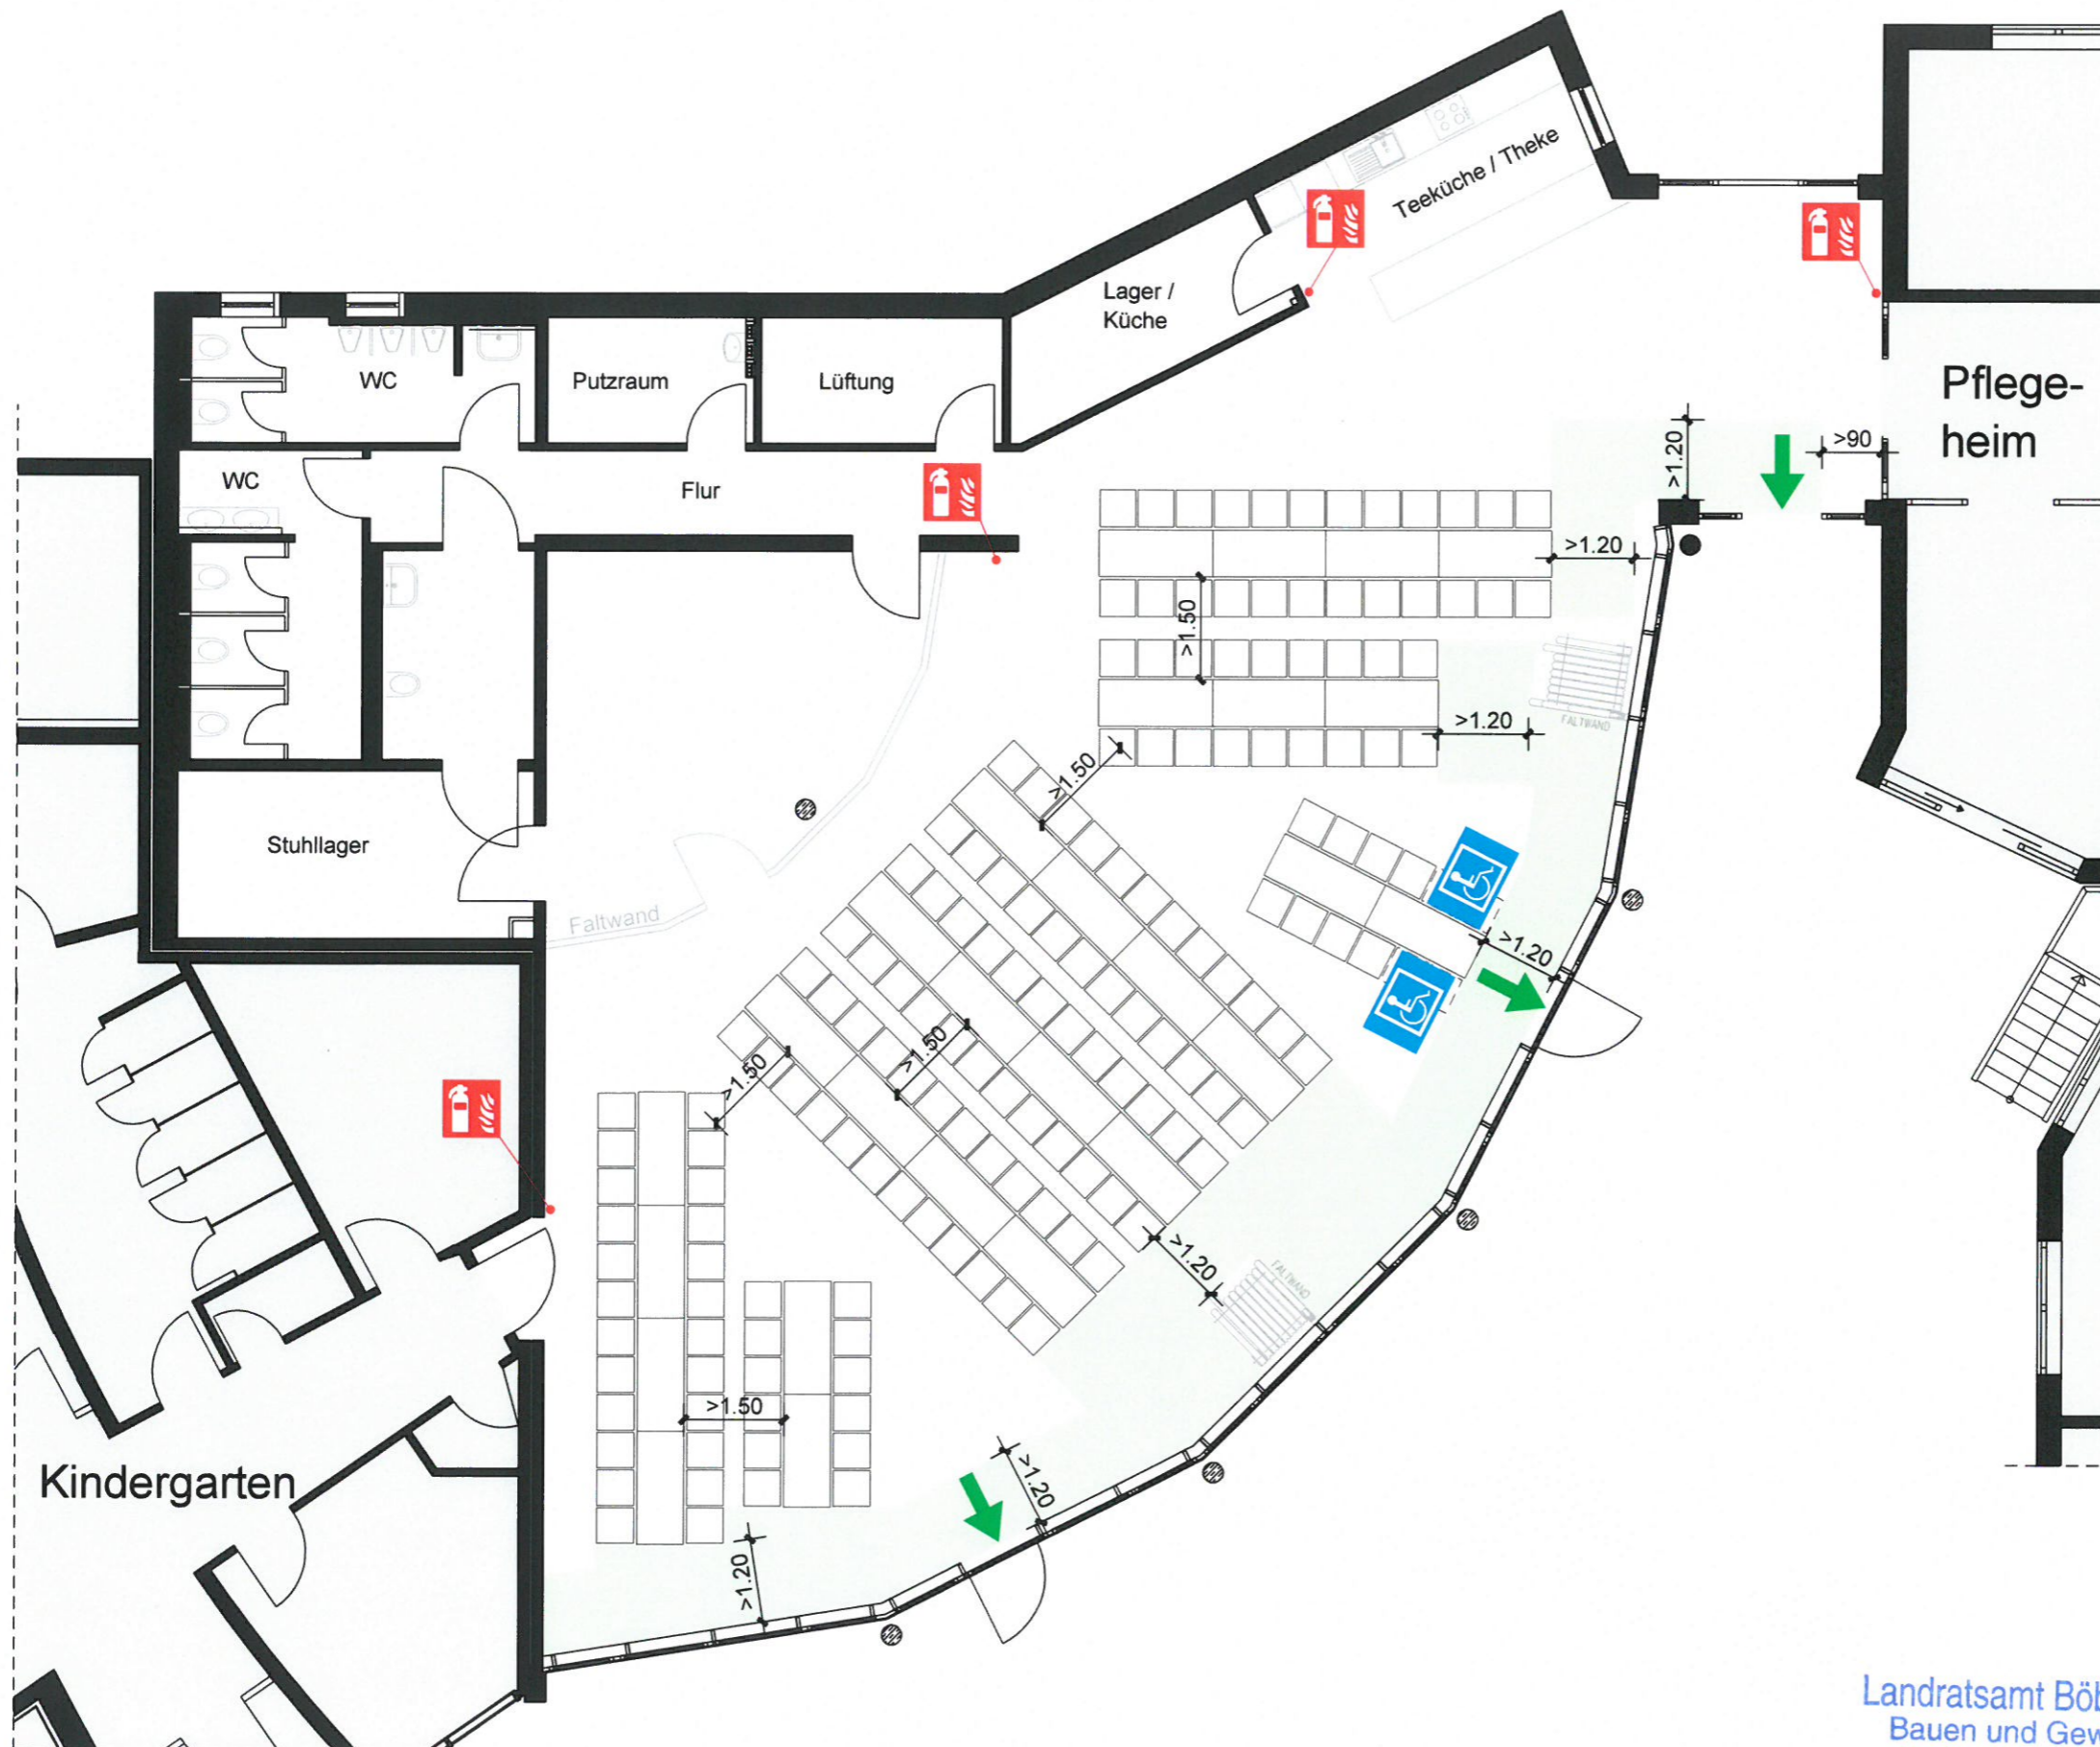 Teeküche / Theke
Lager /
Küche
WC
Putzraum
Lüftung
Pflege-
heim
>1.20
>90
WC
Flur
>1.20
>1.50
FALTWAND
>1.20
>1.50
Stuhllager
Faltwand
>1.20
>1.50
>1.50
>1.20
FALTWAND
>1.50
Kindergarten
>1.20
>1.20
Landratsamt Böb
Bauen und Gew